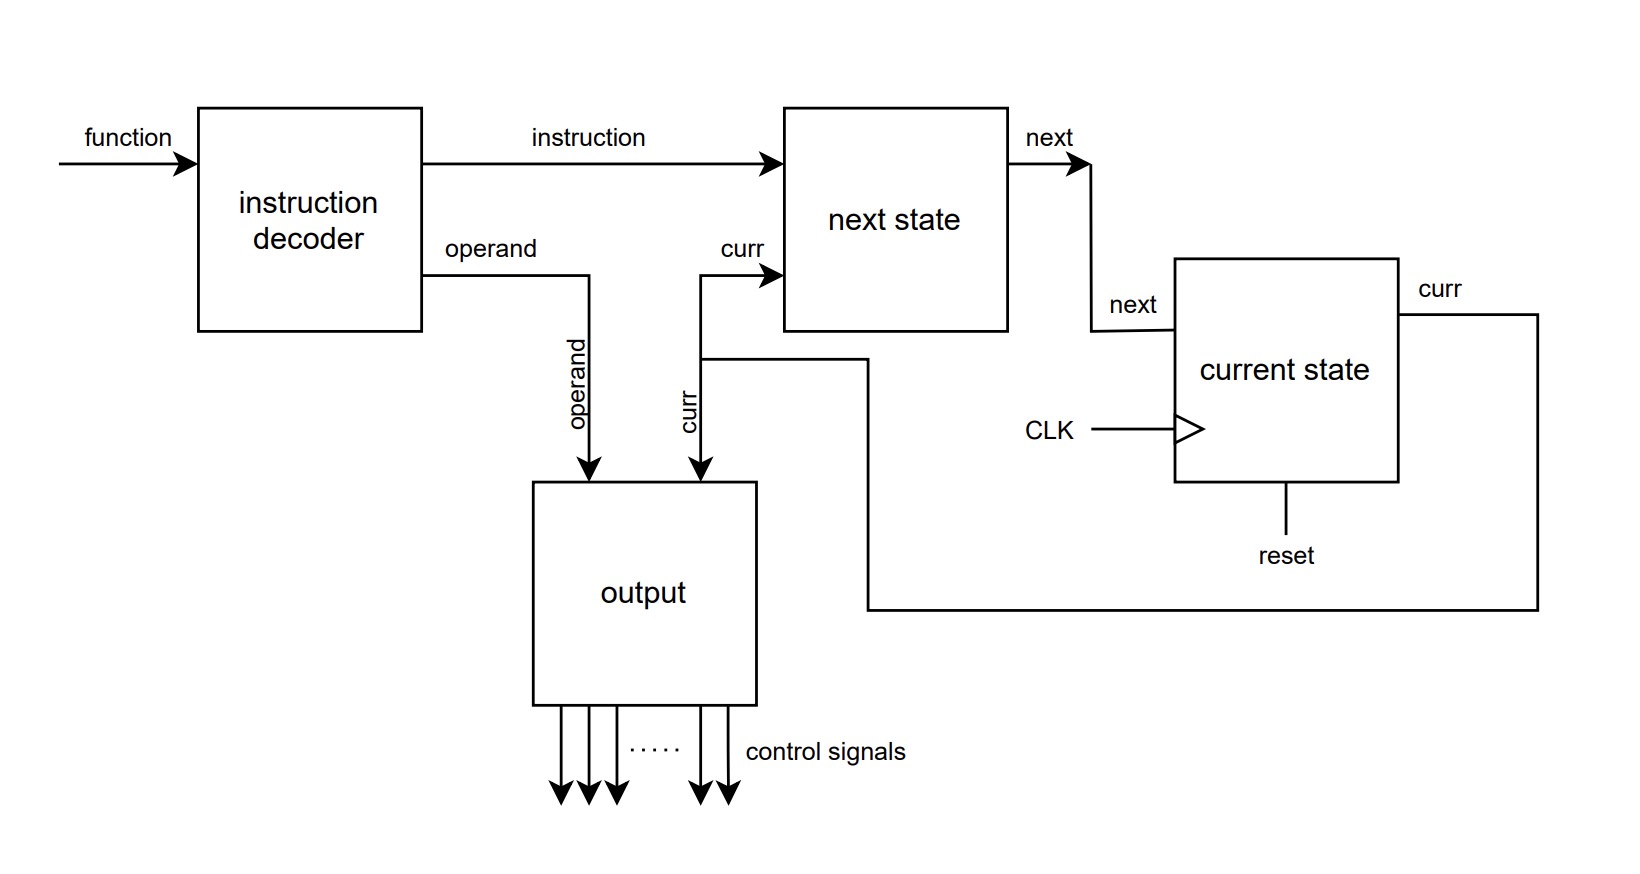 function
instruction
next
instruction
decoder
next state
operand
curr
curr
next
operand
current state
curr
CLK
reset
output
control signals